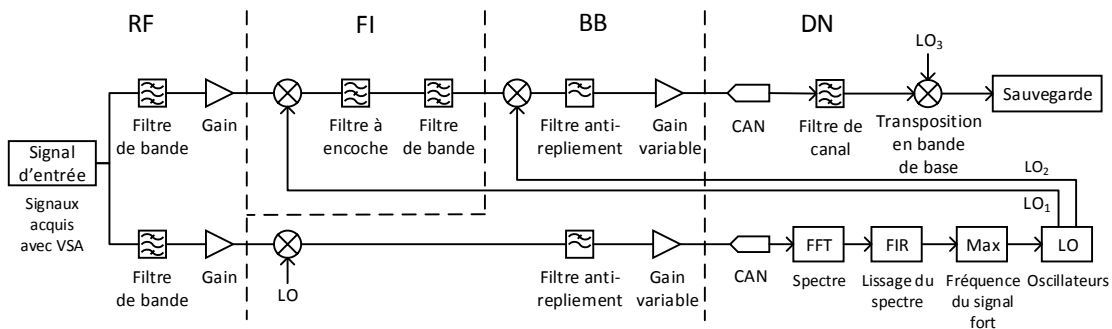 RF
FI
BB
DN
LO3
Filtre
de bande
Gain
Filtre à
encoche
Filtre de
bande
Filtre anti-
repliement
Gain
variable
CAN
Filtre de
canal
Transposition
en bande
de base
Sauvegarde
Signal
d'entrée
Signaux
acquis
avec VSA
LO2
LO1
Filtre
de bande
Gain
LO
Filtre anti-
repliement
Gain
variable
CAN
FFT
Spectre
FIR
Lissage du
spectre
Max
Fréquence
du signal
fort
LO
Oscillateurs